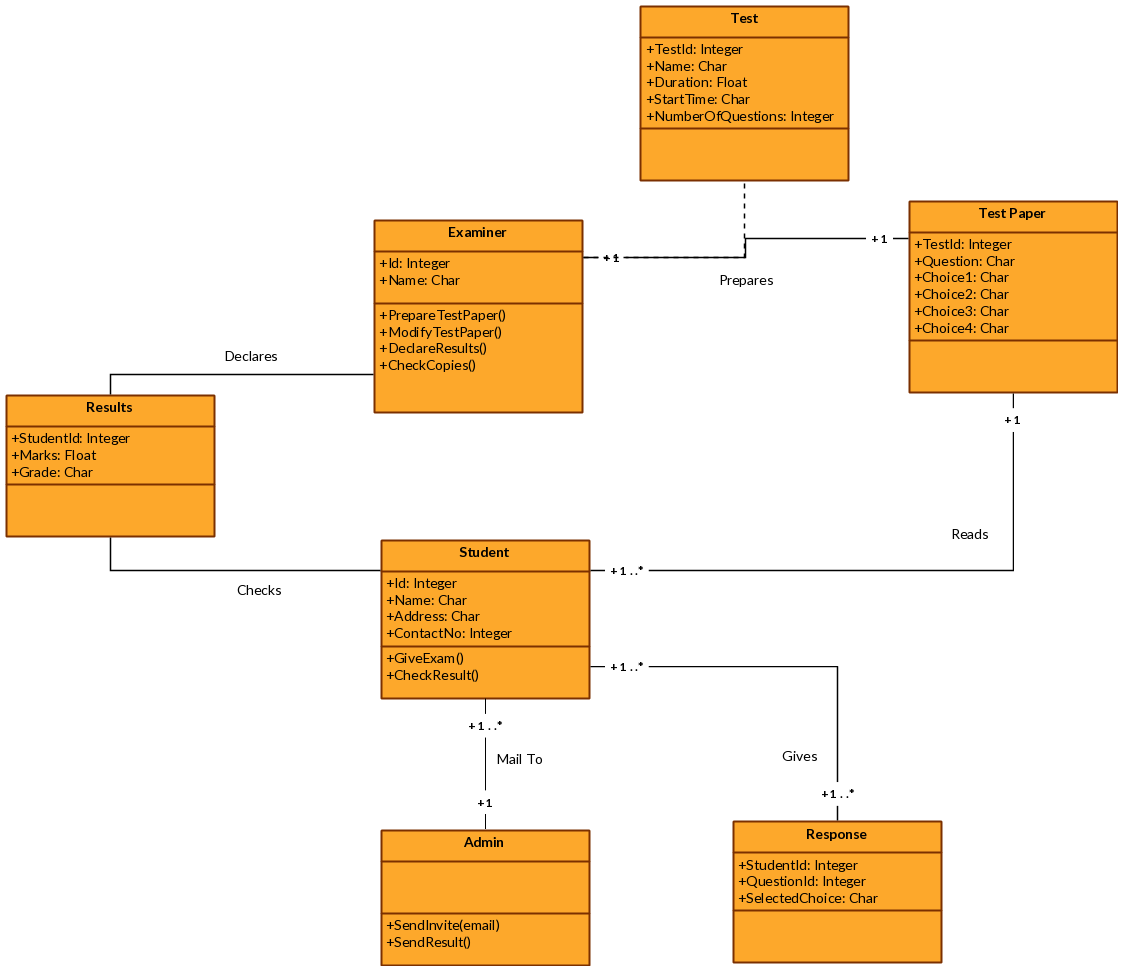 Test
+TestId: Integer
+Name: Char
+Duration: Float
+StartTime: Char
+NumberOfQuestions: Integer
Test Paper
+TestId: Integer
+Question: Char
+Choice1: Char
+Choice2: Char
+Choice3: Char
+Choice4: Char
Examiner
+Id: Integer
+Name: Char
+PrepareTestPaper()
+ModifyTestPaper()
+DeclareResults()
+CheckCopies()
+1
+1
Prepares
Declares
Results
+StudentId: Integer
+Marks: Float
+Grade: Char
+1
Reads
Checks
Student
+Id: Integer
+Name: Char
+Address: Char
+ContactNo: Integer
+GiveExam()
+CheckResult()
+1..*
+1..*
+1..*
Mail To
+1
Gives
+1..*
Admin
+SendInvite(email)
+SendResult()
Response
+StudentId: Integer
+QuestionId: Integer
+SelectedChoice: Char